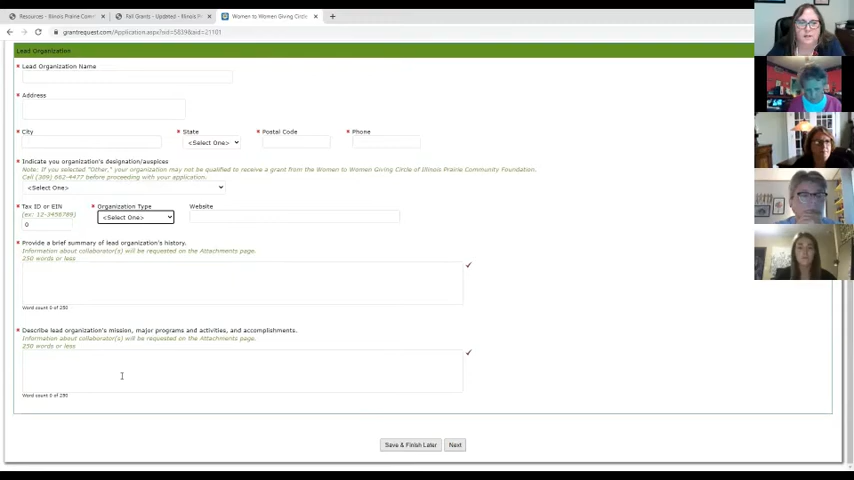 Resources - Illinois Prairie Comm
Fall Grants - Updated - Illinois P
Women to Women Giving Circle
grantrequest.com/Application.aspx?sid=5839&aid=21101
Lead Organization
* Lead Organization Name
* Address
* City * State * Postal Code * Phone
<Select One>
* Indicate you organization's designation/auspices
Note: If you selected "Other," your organization may not be qualified to receive a grant from the Women to Women Giving Circle of Illinois Prairie Community Foundation.
Call (309) 662-4477 before proceeding with your application.
<Select One>
* Tax ID or EIN * Organization Type Website
(ex: 12-3456789) <Select One>
0
* Provide a brief summary of lead organization's history.
Information about collaborator(s) will be requested on the Attachments page.
250 words or less
Word count 0 of 250
* Describe lead organization's mission, major programs and activities, and accomplishments.
Information about collaborator(s) will be requested on the Attachments page.
250 words or less
Word count 0 of 250
Save & Finish Later Next